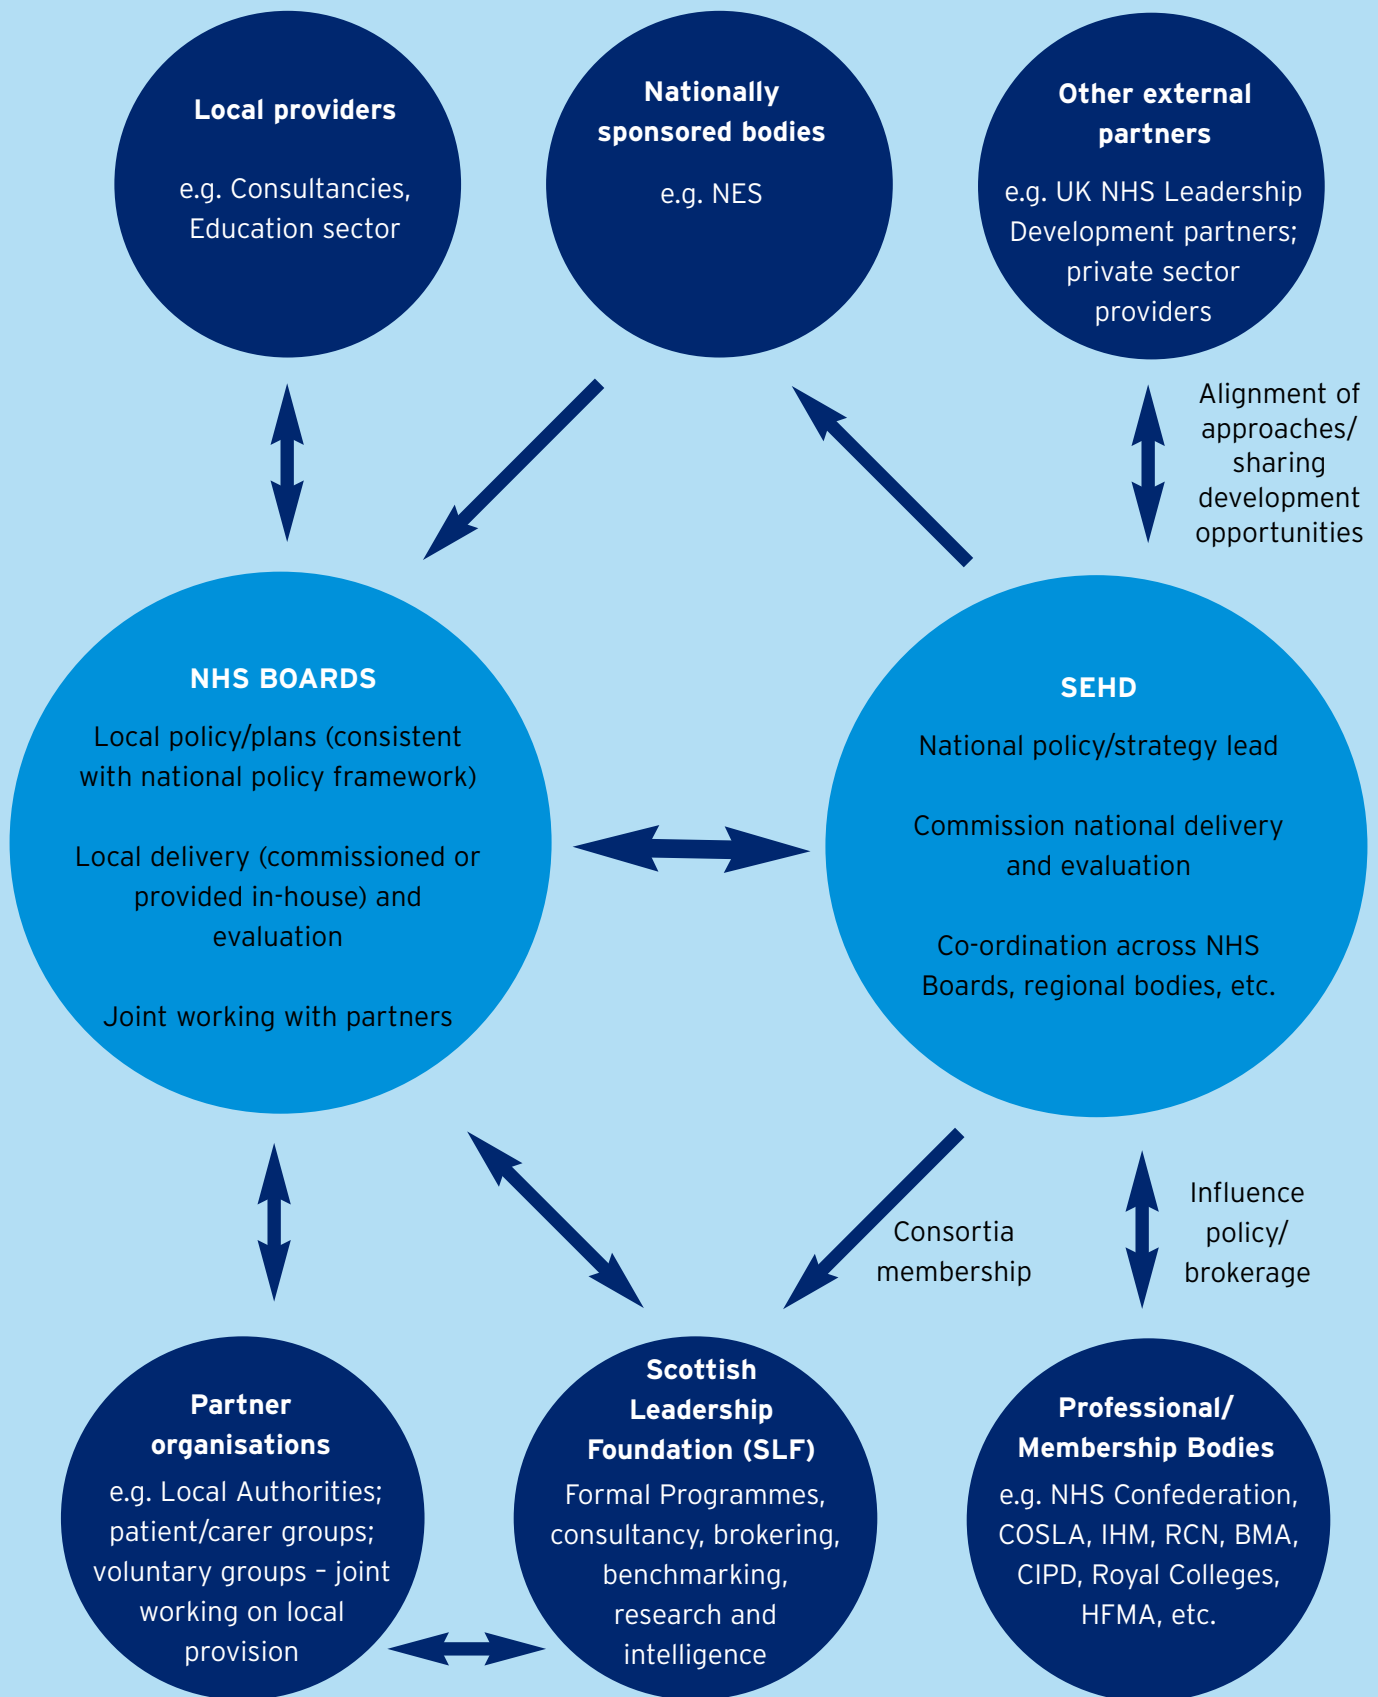 Local providers
e.g. Consultancies,
Education sector
Nationally
sponsored bodies
e.g. NES
Other external
partners
e.g. UK NHS Leadership
Development partners;
private sector
providers
Alignment of
approaches/
sharing
development
opportunities
NHS BOARDS
Local policy/plans (consistent
with national policy framework)
Local delivery (commissioned or
provided in-house) and
evaluation
Joint working with partners
SEHD
National policy/strategy lead
Commission national delivery
and evaluation
Co-ordination across NHS
Boards, regional bodies, etc.
Consortia
membership
Influence
policy/
brokerage
Partner
organisations
e.g. Local Authorities;
patient/carer groups;
voluntary groups – joint
working on local
provision
Scottish
Leadership
Foundation (SLF)
Formal Programmes,
consultancy, brokering,
benchmarking,
research and
intelligence
Professional/
Membership Bodies
e.g. NHS Confederation,
COSLA, IHM, RCN, BMA,
CIPD, Royal Colleges,
HFMA, etc.